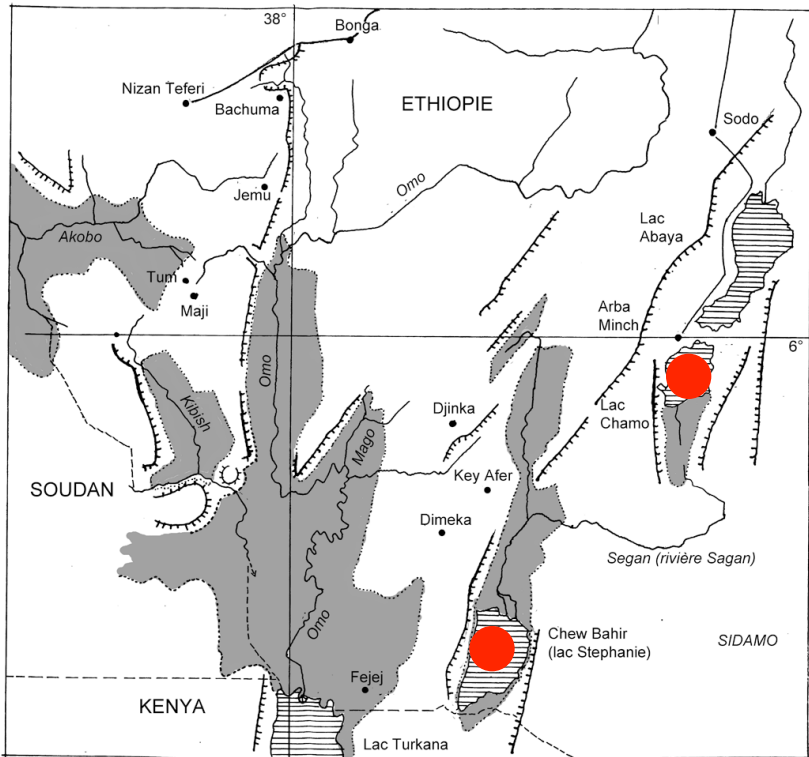 38°
Bonga
Nizan Teferi
Bachuma
ETHIOPIE
Sodo
Jemu
Omo
Akobo
Lac
Abaya
Tum
Maji
Arba
Minch
6°
Omo
Kibish
Mago
Djinka
Lac
Chamo
Key Afer
SOUDAN
Dimeka
Segan (rivière Sagan)
Omo
Chew Bahir
(lac Stephanie)
SIDAMO
Fejej
KENYA
Lac Turkana